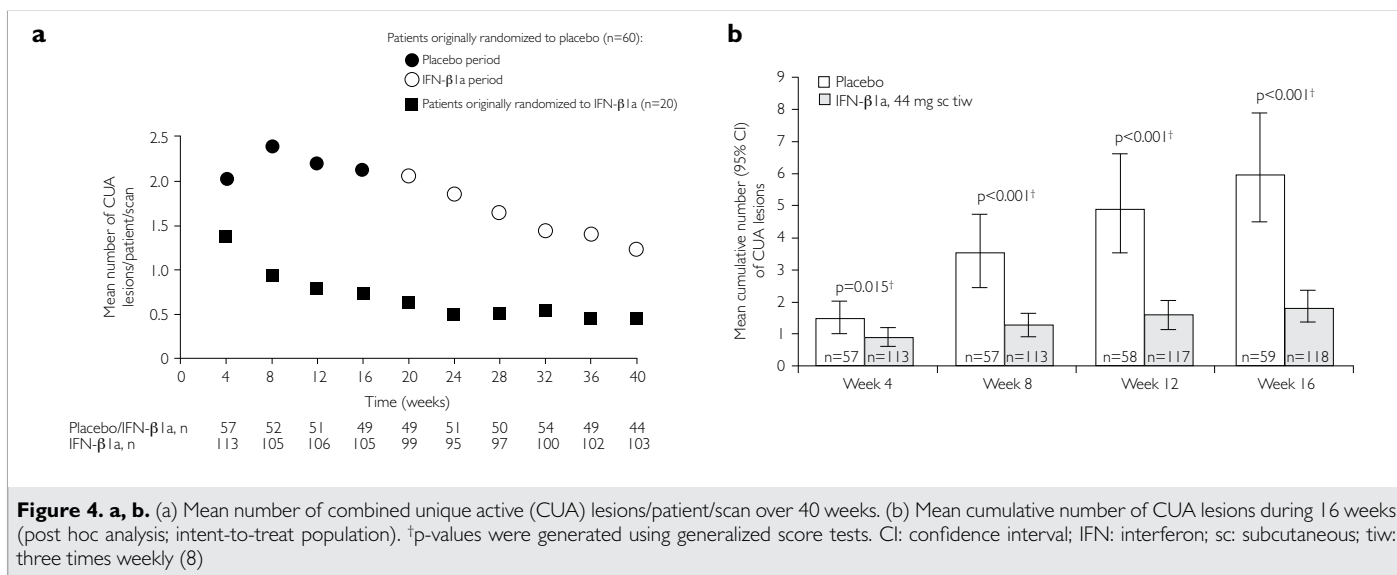 a
Patients originally randomized to placebo (n=60):
Placebo period
IFN-β1a period
Patients originally randomized to IFN-β1a (n=20)
Mean number of CUA
lesions/patient/scan
2.5
2.0
1.5
1.0
0.5
0
0 4 8 12 16 20 24 28 32 36 40
Time (weeks)
Placebo/IFN-β1a, n 57 52 51 49 49 51 50 54 49 44
IFN-β1a, n 113 105 106 105 99 95 97 100 102 103
b
Placebo
IFN-β1a, 44 mg sc tiw
Mean cumulative number (95% CI)
of CUA lesions
9
8
7
6
5
4
3
2
1
0
p=0.015†
p<0.001†
p<0.001†
p<0.001†
n=57 n=113 n=57 n=113 n=58 n=117 n=59 n=118
Week 4 Week 8 Week 12 Week 16
Figure 4. a, b. (a) Mean number of combined unique active (CUA) lesions/patient/scan over 40 weeks. (b) Mean cumulative number of CUA lesions during 16 weeks
(post hoc analysis; intent-to-treat population). †p-values were generated using generalized score tests. CI: confidence interval; IFN: interferon; sc: subcutaneous; tiw:
three times weekly (8)